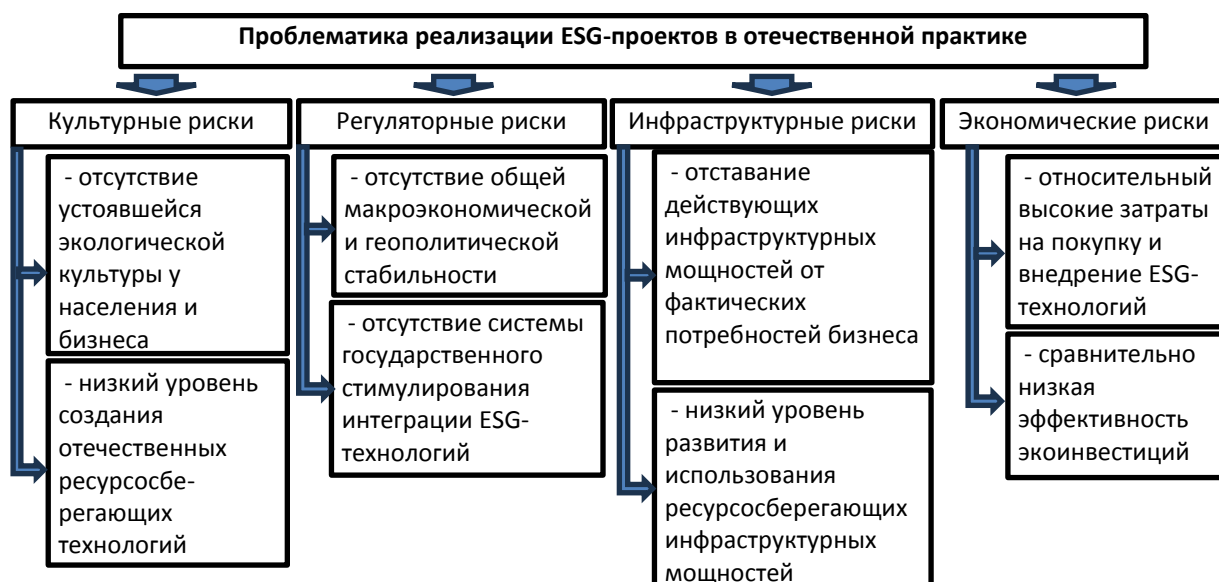 Проблематика реализации ESG-проектов в отечественной практике
Культурные риски
- отсутствие
устоявшейся
экологической
культуры у
населения и
бизнеса
- низкий уровень
создания
отечественных
ресурсосбе-
регающих
технологий
Регуляторные риски
- отсутствие общей
макроэкономической
и геополитической
стабильности
- отсутствие системы
государственного
стимулирования
интеграции ESG-
технологий
Инфраструктурные риски
- отставание
действующих
инфраструктурных
мощностей от
фактических
потребностей бизнеса
- низкий уровень
развития и
использования
ресурсосберегающих
инфраструктурных
мощностей
Экономические риски
- относительный
высокие затраты
на покупку и
внедрение ESG-
технологий
- сравнительно
низкая
эффективность
экоинвестиций